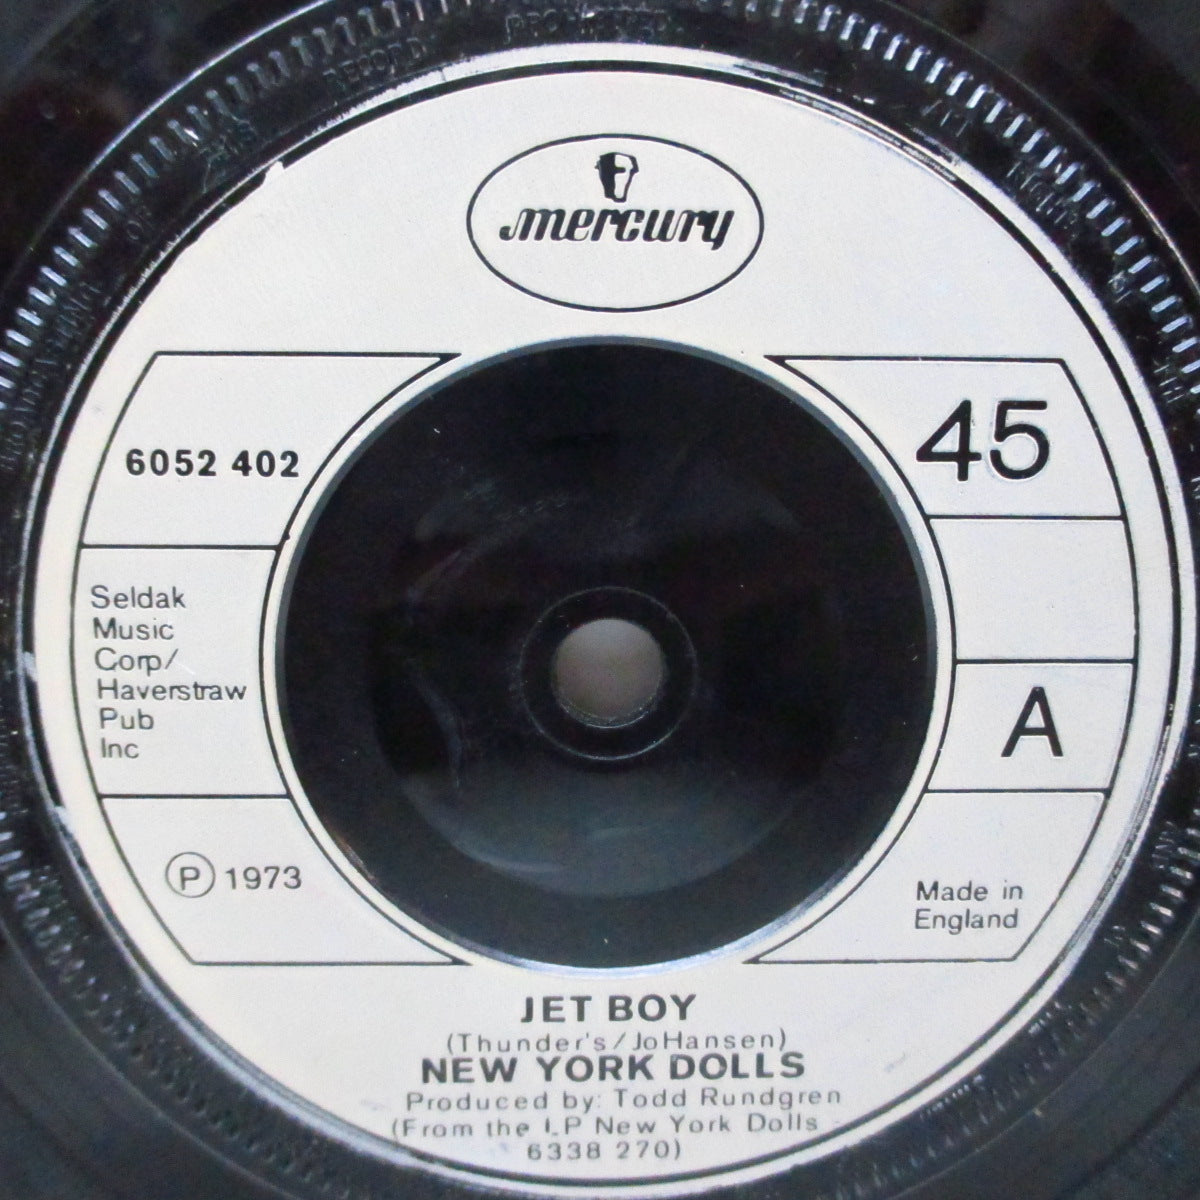 mercury
6052 402
45
Seldak
Music
Corp/
Haverstraw
Pub
Inc
A
Ⓟ 1973
Made in
England
JET BOY
(Thunder's/JoHansen)
NEW YORK DOLLS
Produced by: Todd Rundgren
(From the LP New York Dolls
6338 270)